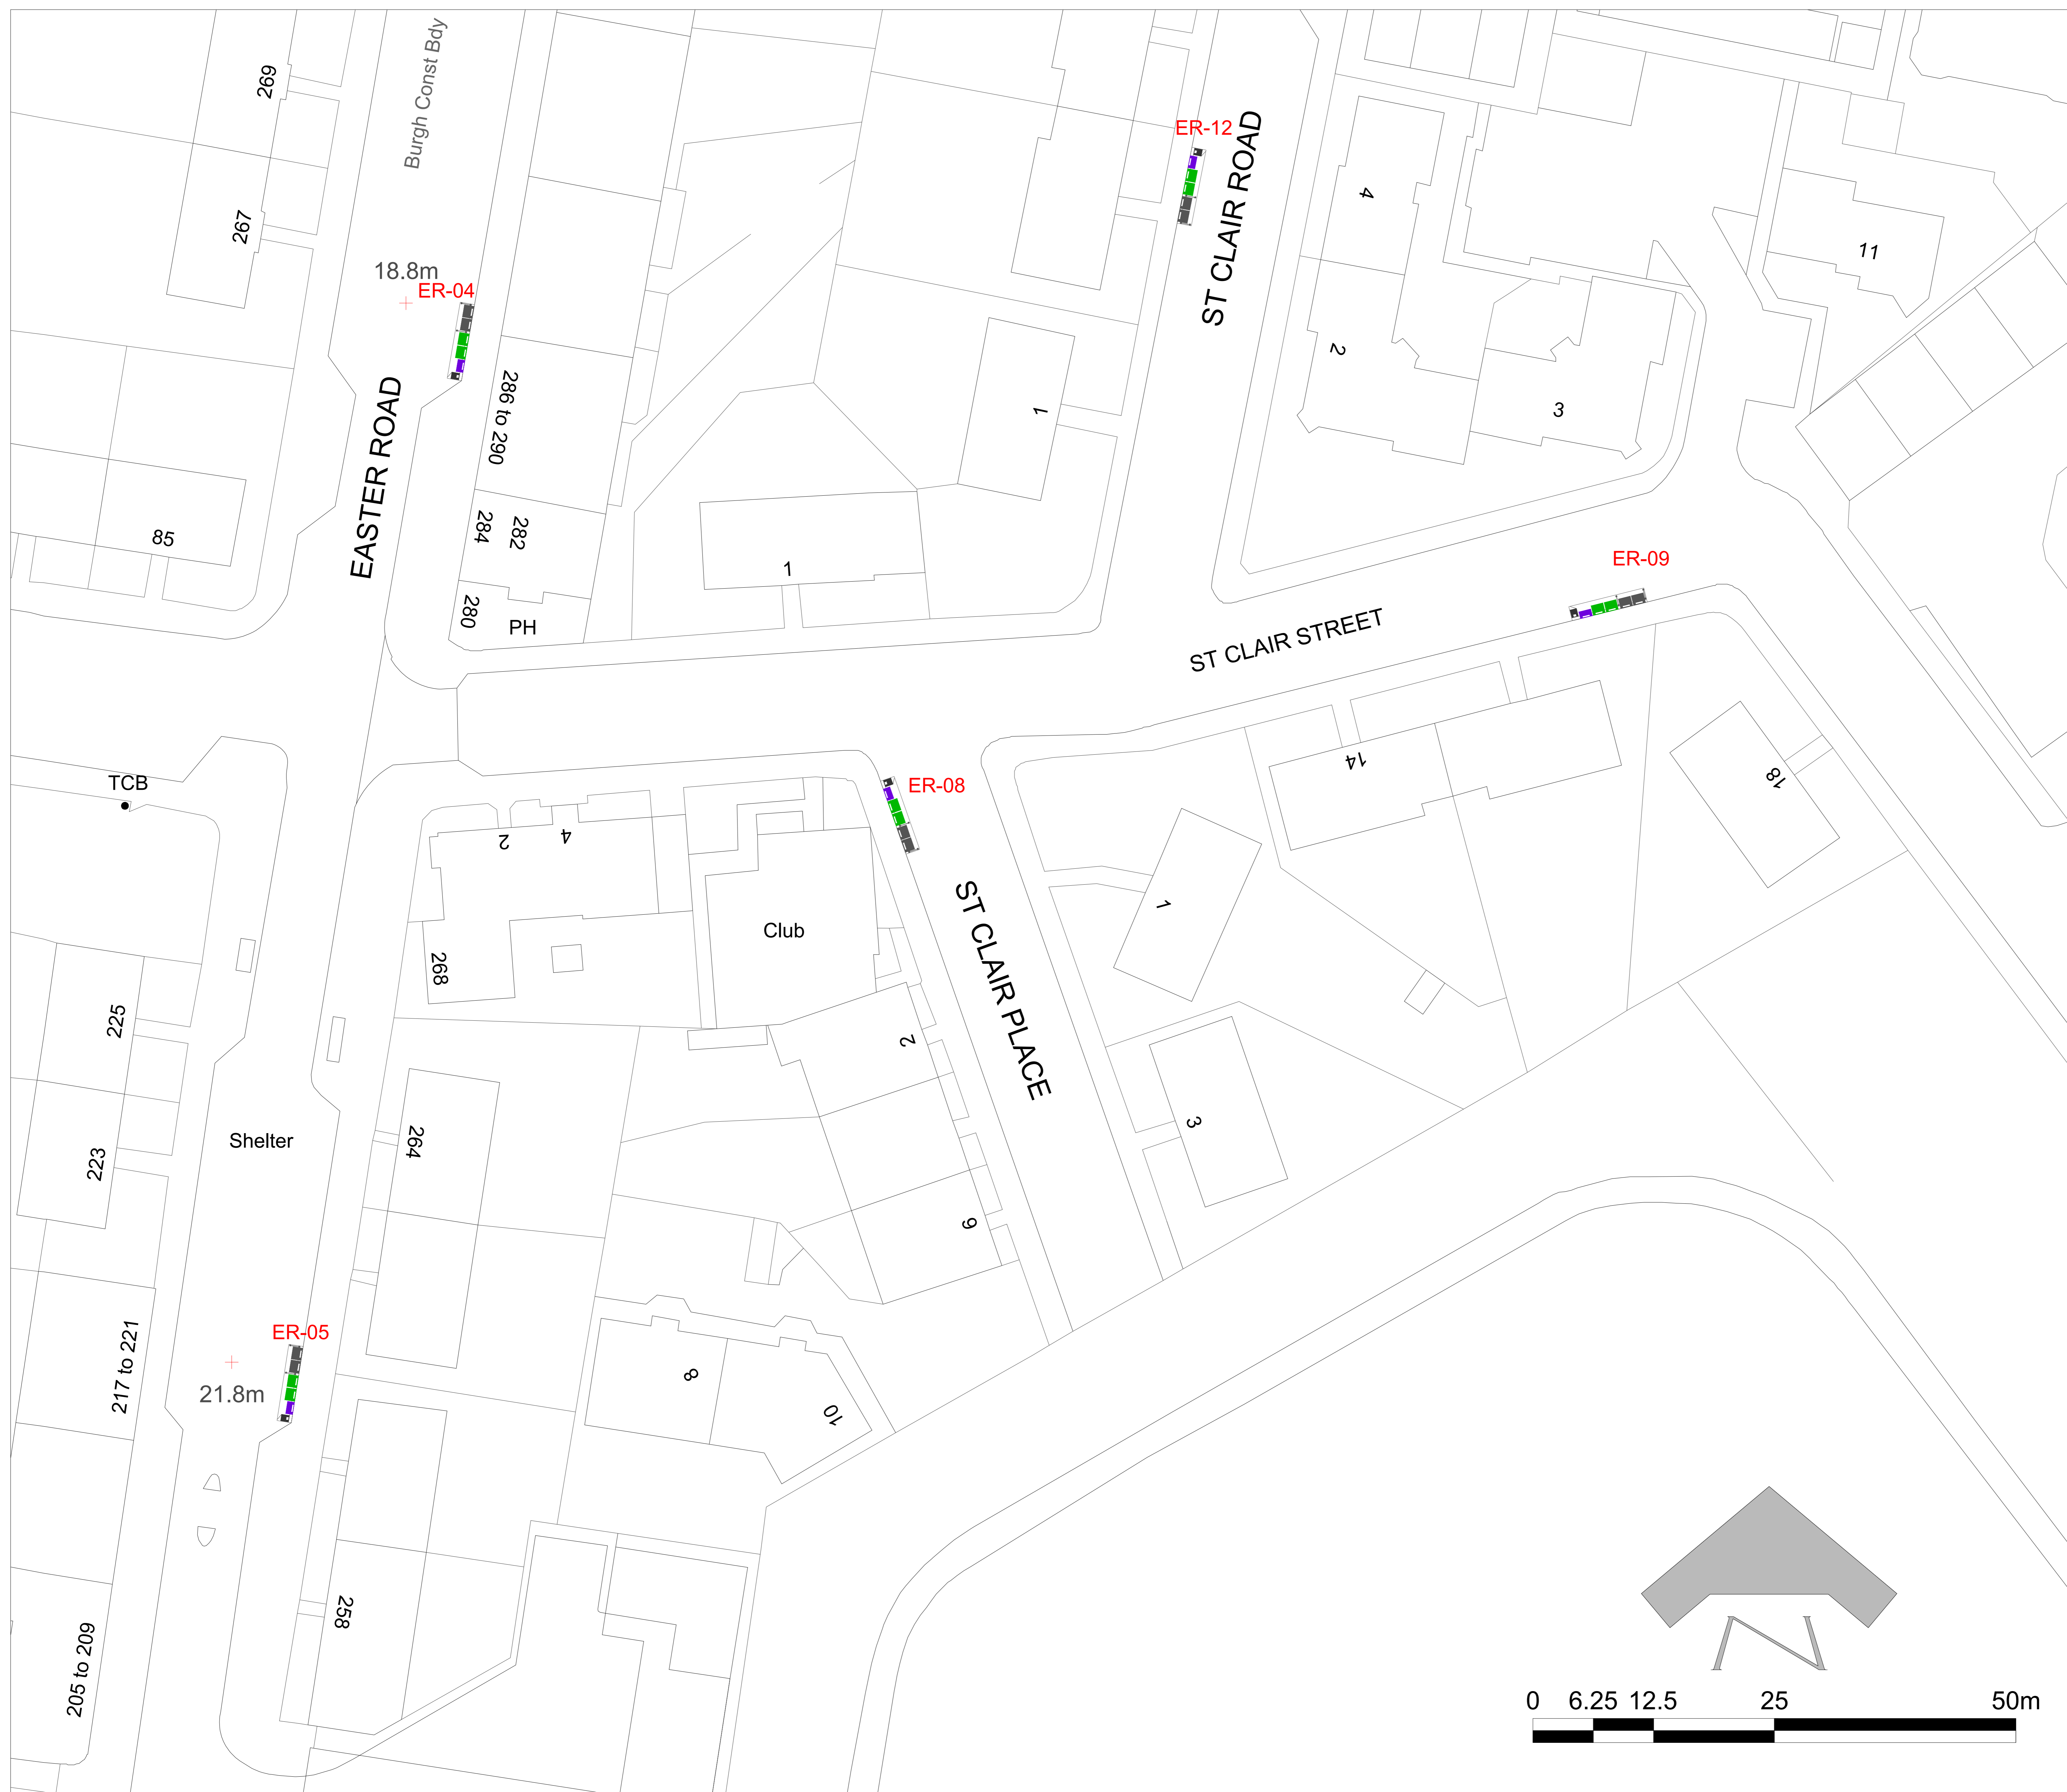 269
Burgh Const Bdy
ER-12
ST CLAIR ROAD
4
267
11
18.8m
ER-04
2
3
1
EASTER ROAD
286 to 290
284
282
85
1
280
PH
ER-09
ST CLAIR STREET
14
18
TCB
ER-08
2
4
1
ST CLAIR PLACE
Club
268
225
2
3
Shelter
264
223
6
ER-05
217 to 221
21.8m
8
10
258
205 to 209
N
0 6.25 12.5 25 50m